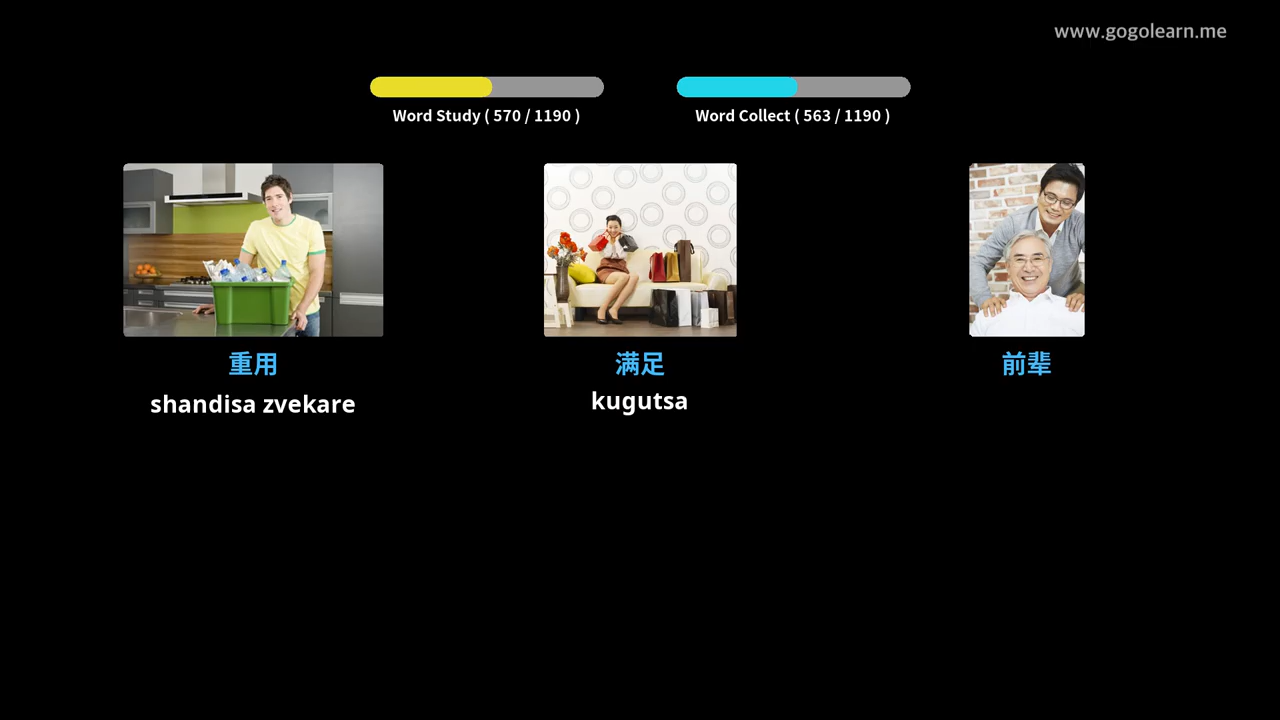 www.gogolearn.me
Word Study ( 570 / 1190 )
Word Collect ( 563 / 1190 )
重用
满足
前辈
shandisa zvekare
kugutsa